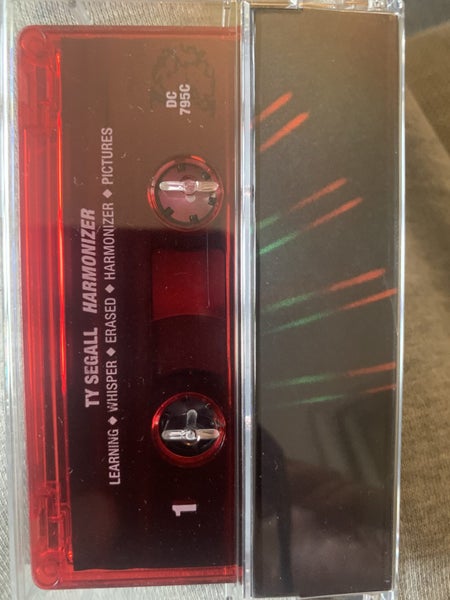 TY SEGALL HARMONIZER
LEARNING ◆ WHISPER ◆ ERASED ◆ HARMONIZER ◆ PICTURES
1
DC
795C